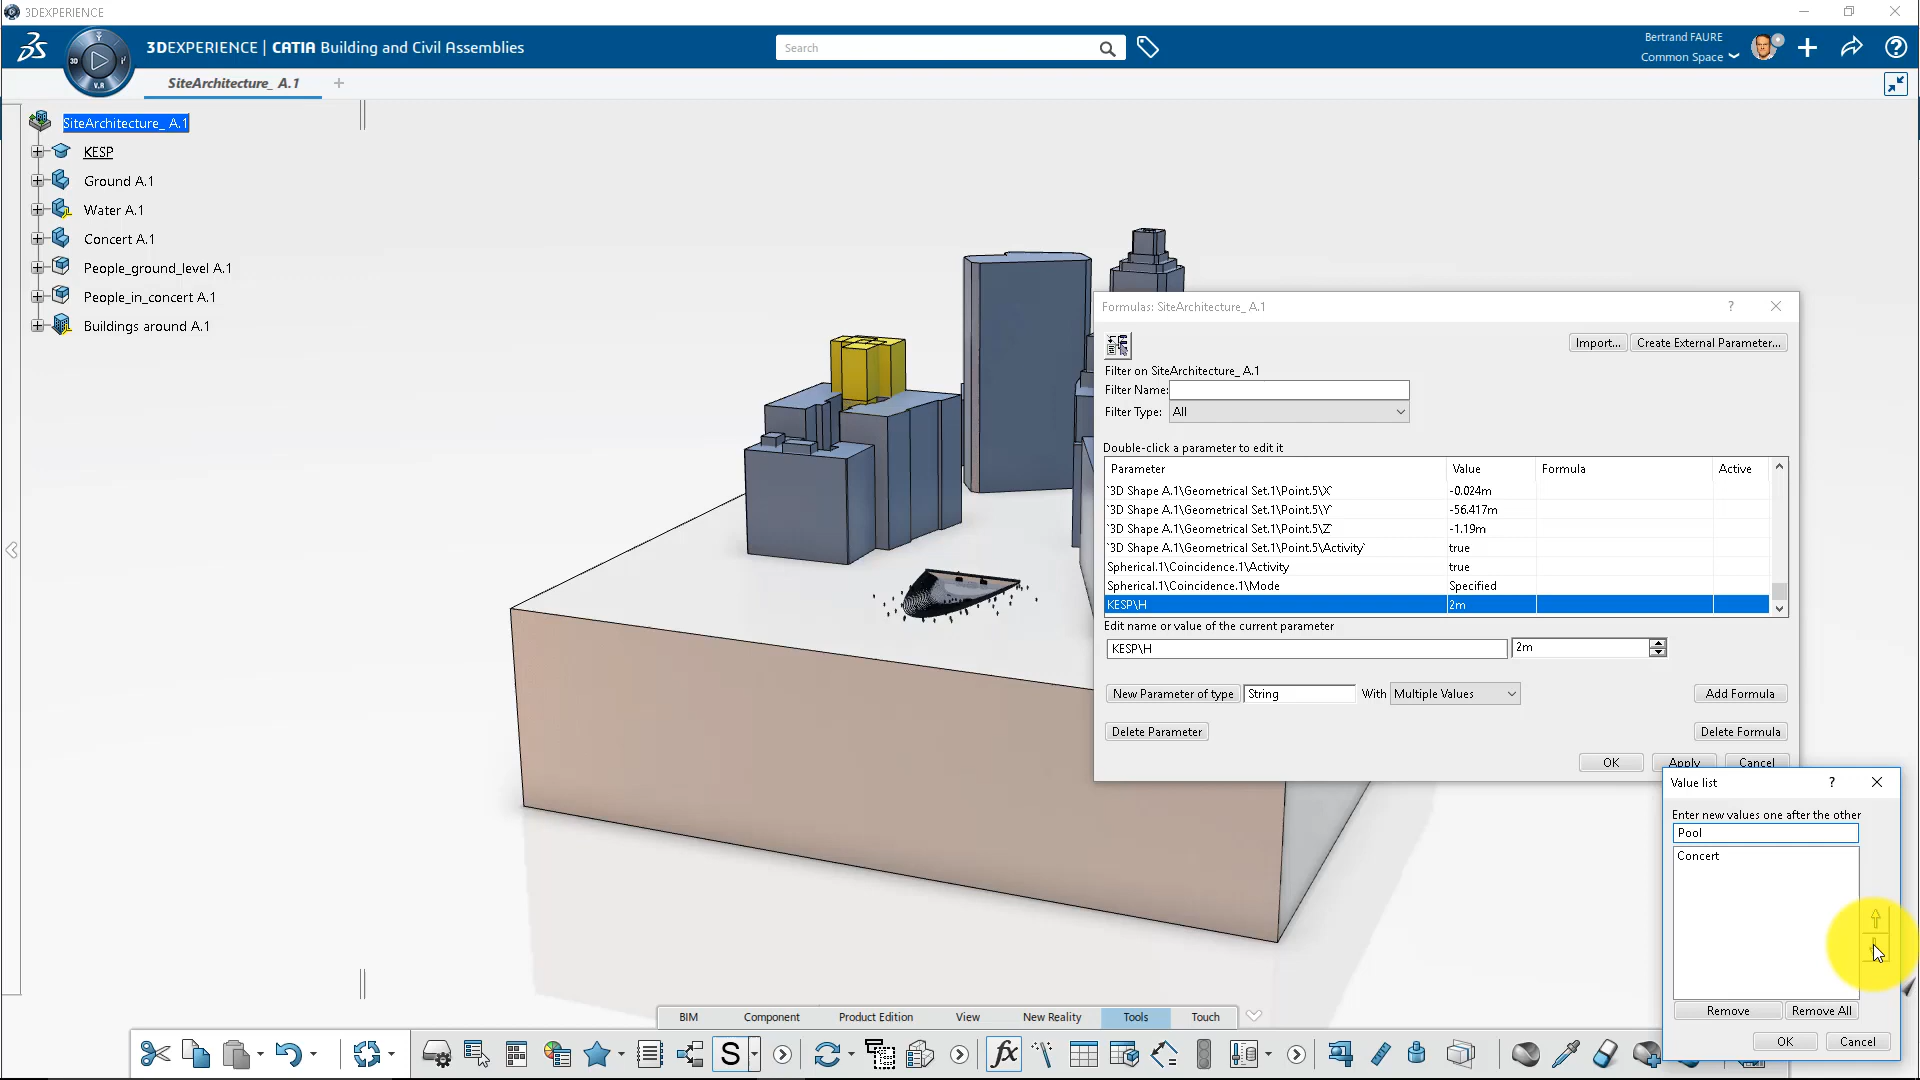 3DEXPERIENCE
3DEXPERIENCE | CATIA Building and Civil Assemblies
Search
Bertrand FAURE
Common Space
3D
V.R
SiteArchitecture_ A.1
SiteArchitecture_ A.1
KESP
Ground A.1
Water A.1
Concert A.1
People_ground_level A.1
People_in_concert A.1
Buildings around A.1
Formulas: SiteArchitecture_ A.1
?
Import...
Create External Parameter...
Filter on SiteArchitecture_ A.1
Filter Name:
Filter Type: All
Double-click a parameter to edit it
Parameter Value Formula Active
`3D Shape A.1\Geometrical Set.1\Point.5\X` -0.024m
`3D Shape A.1\Geometrical Set.1\Point.5\Y` -56.417m
`3D Shape A.1\Geometrical Set.1\Point.5\Z` -1.19m
`3D Shape A.1\Geometrical Set.1\Point.5\Activity` true
Spherical.1\Coincidence.1\Activity true
Spherical.1\Coincidence.1\Mode Specified
KESP\H 2m
Edit name or value of the current parameter
KESP\H 2m
New Parameter of type String With Multiple Values Add Formula
Delete Parameter Delete Formula
OK Apply Cancel
Value list ?
Enter new values one after the other
Pool
Concert
Remove Remove All
OK Cancel
BIM Component Product Edition View New Reality Tools Touch
S
fx